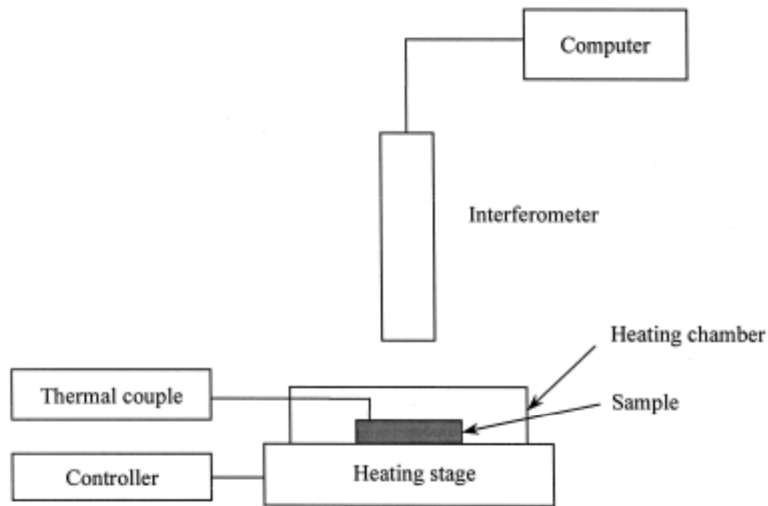 Computer
Interferometer
Heating chamber
Thermal couple
Sample
Heating stage
Controller